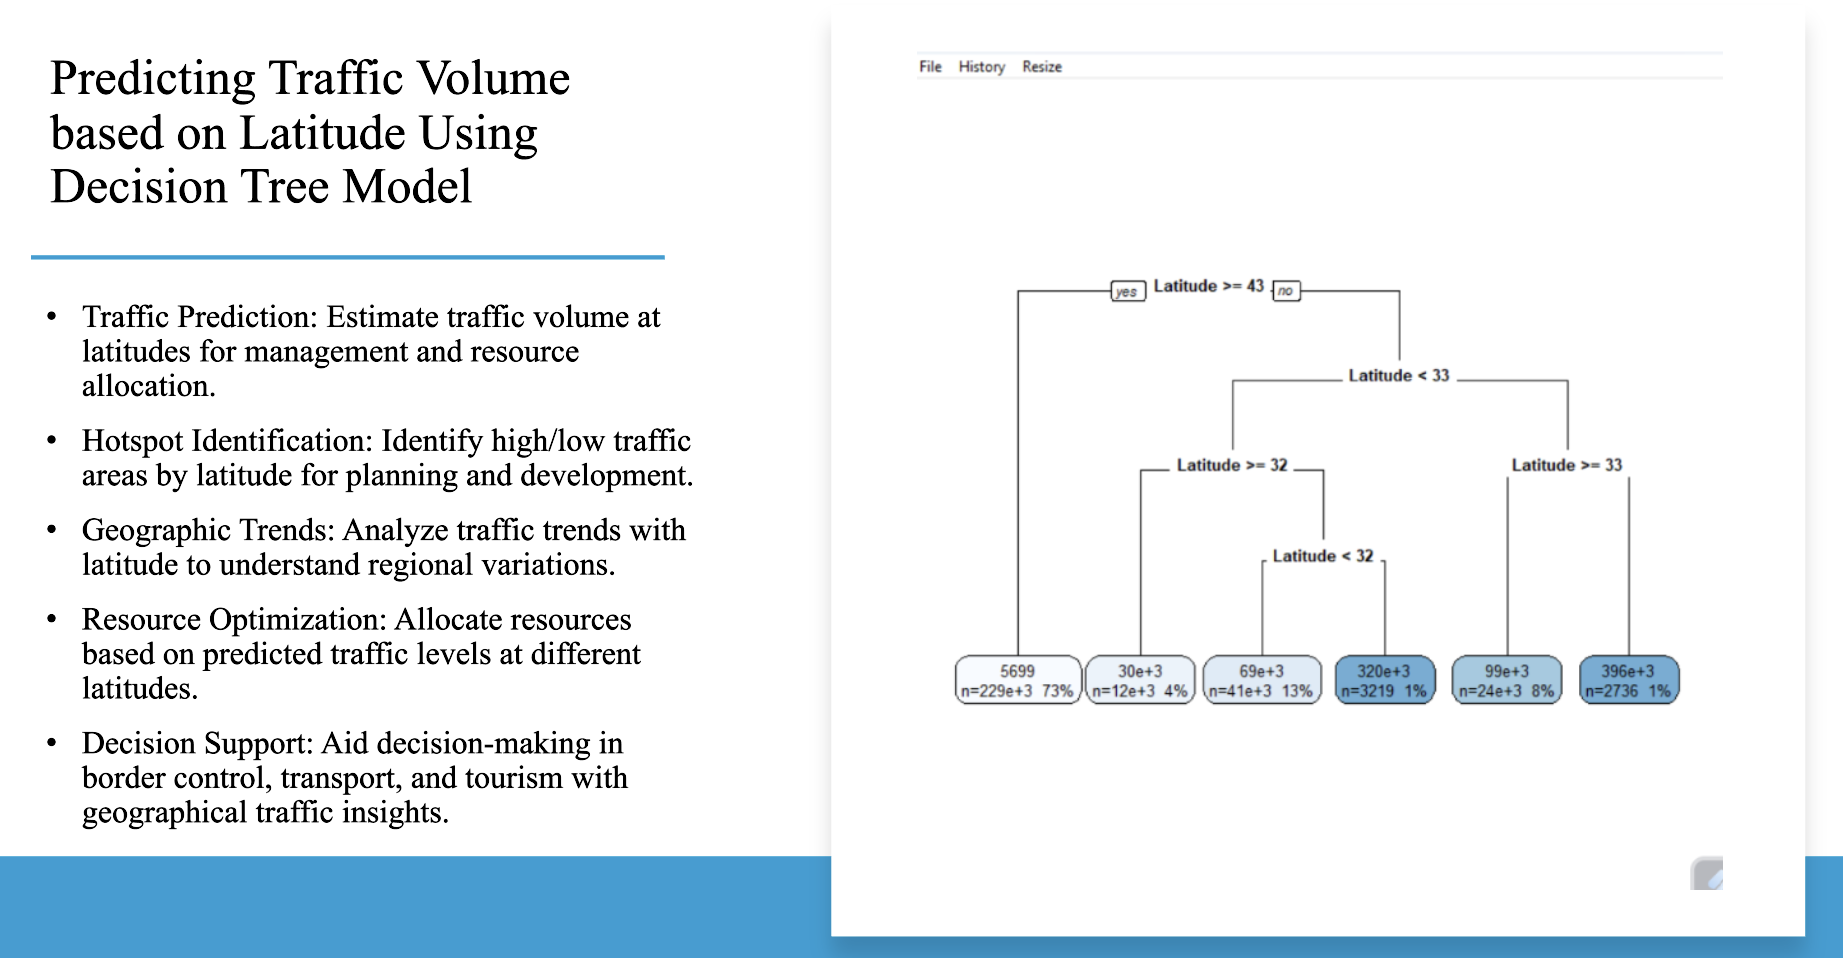 Predicting Traffic Volume
based on Latitude Using
Decision Tree Model
• Traffic Prediction: Estimate traffic volume at
latitudes for management and resource
allocation.
• Hotspot Identification: Identify high/low traffic
areas by latitude for planning and development.
• Geographic Trends: Analyze traffic trends with
latitude to understand regional variations.
• Resource Optimization: Allocate resources
based on predicted traffic levels at different
latitudes.
• Decision Support: Aid decision-making in
border control, transport, and tourism with
geographical traffic insights.
File History Resize
yes Latitude >= 43 no
Latitude < 33
Latitude >= 32
Latitude >= 33
Latitude < 32
5699
n=229e+3 73%
30e+3
n=12e+3 4%
69e+3
n=41e+3 13%
320e+3
n=3219 1%
99e+3
n=24e+3 8%
396e+3
n=2736 1%